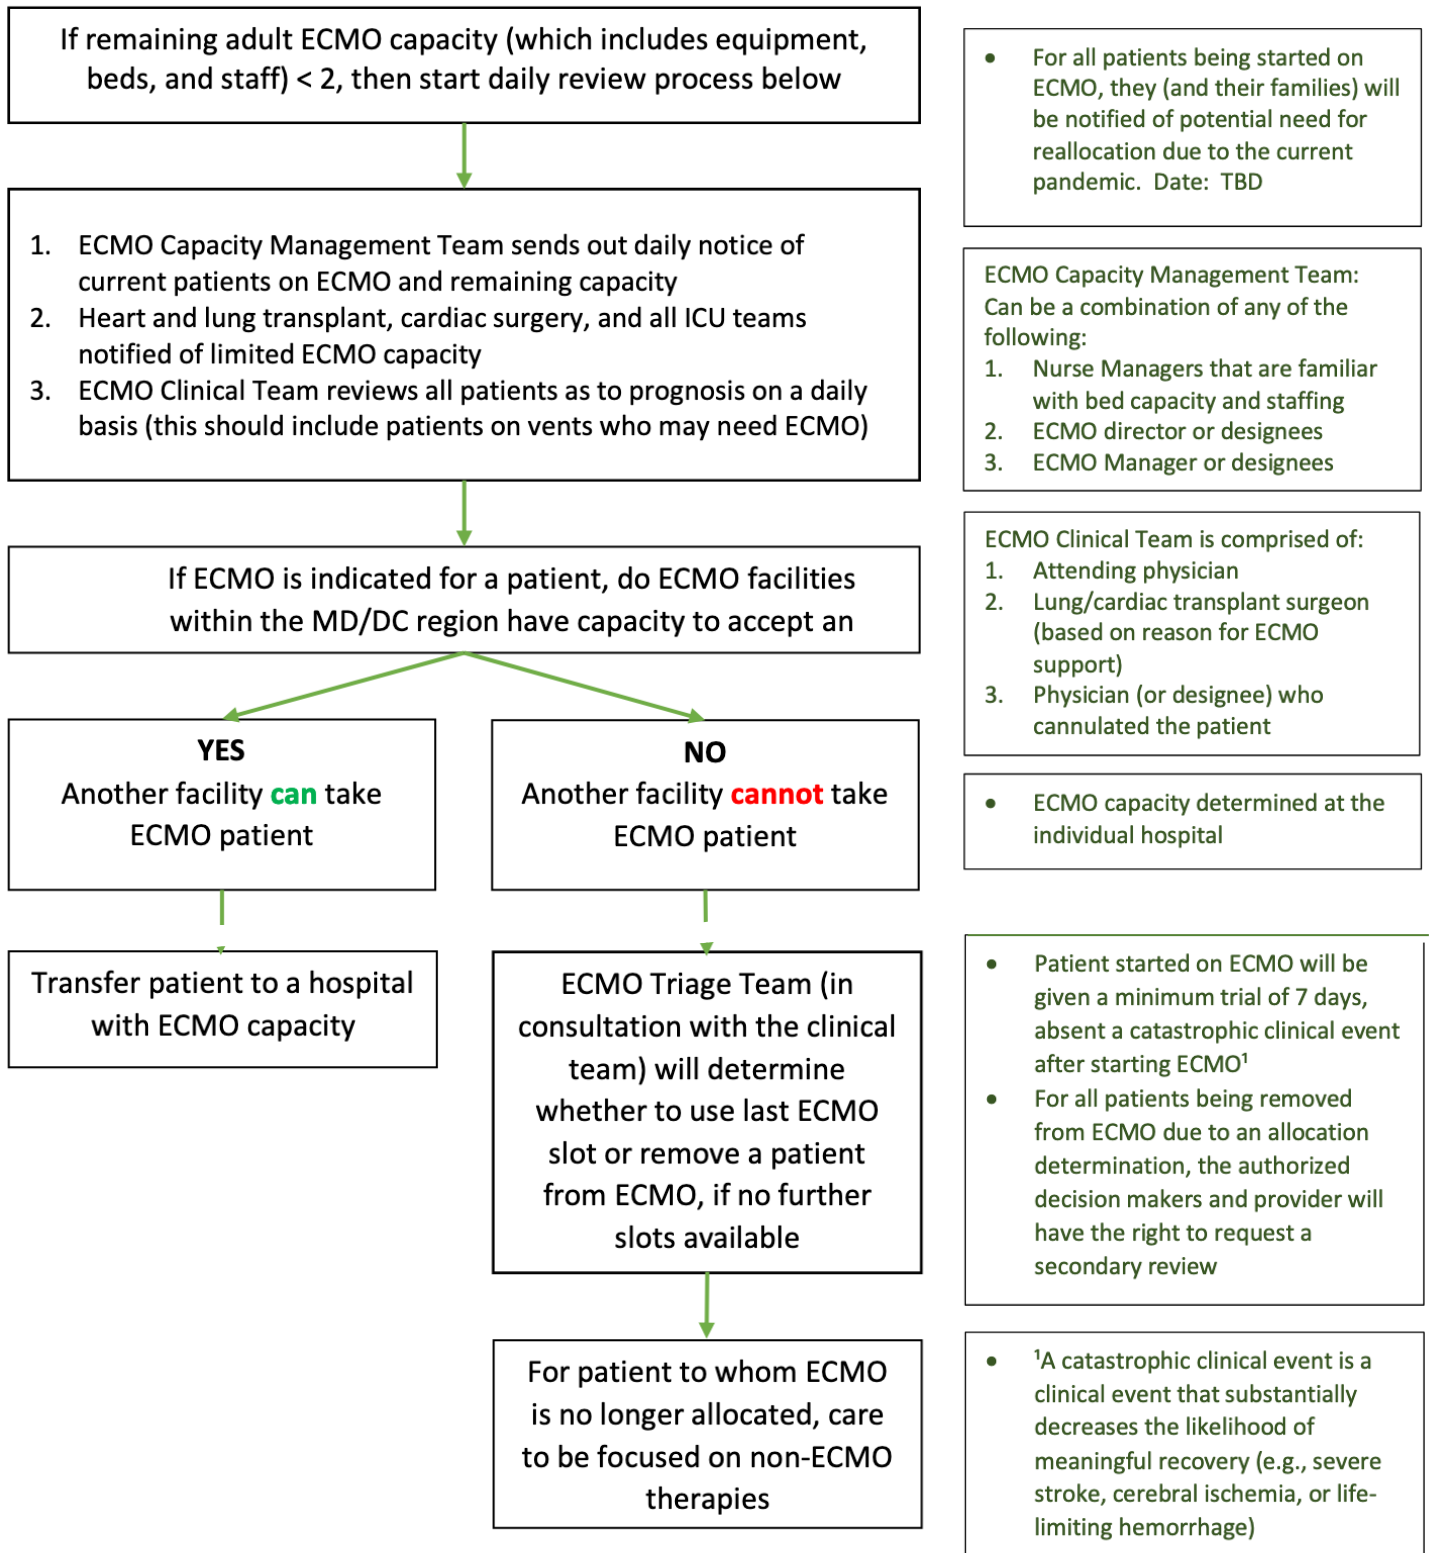 If remaining adult ECMO capacity (which includes equipment,
beds, and staff) < 2, then start daily review process below
1. ECMO Capacity Management Team sends out daily notice of
current patients on ECMO and remaining capacity
2. Heart and lung transplant, cardiac surgery, and all ICU teams
notified of limited ECMO capacity
3. ECMO Clinical Team reviews all patients as to prognosis on a daily
basis (this should include patients on vents who may need ECMO)
If ECMO is indicated for a patient, do ECMO facilities
within the MD/DC region have capacity to accept an
YES
Another facility can take
ECMO patient
NO
Another facility cannot take
ECMO patient
Transfer patient to a hospital
with ECMO capacity
ECMO Triage Team (in
consultation with the clinical
team) will determine
whether to use last ECMO
slot or remove a patient
from ECMO, if no further
slots available
For patient to whom ECMO
is no longer allocated, care
to be focused on non-ECMO
therapies
• For all patients being started on
ECMO, they (and their families) will
be notified of potential need for
reallocation due to the current
pandemic. Date: TBD
ECMO Capacity Management Team:
Can be a combination of any of the
following:
1. Nurse Managers that are familiar
with bed capacity and staffing
2. ECMO director or designees
3. ECMO Manager or designees
ECMO Clinical Team is comprised of:
1. Attending physician
2. Lung/cardiac transplant surgeon
(based on reason for ECMO
support)
3. Physician (or designee) who
cannulated the patient
• ECMO capacity determined at the
individual hospital
• Patient started on ECMO will be
given a minimum trial of 7 days,
absent a catastrophic clinical event
after starting ECMO¹
• For all patients being removed
from ECMO due to an allocation
determination, the authorized
decision makers and provider will
have the right to request a
secondary review
• ¹A catastrophic clinical event is a
clinical event that substantially
decreases the likelihood of
meaningful recovery (e.g., severe
stroke, cerebral ischemia, or life-
limiting hemorrhage)